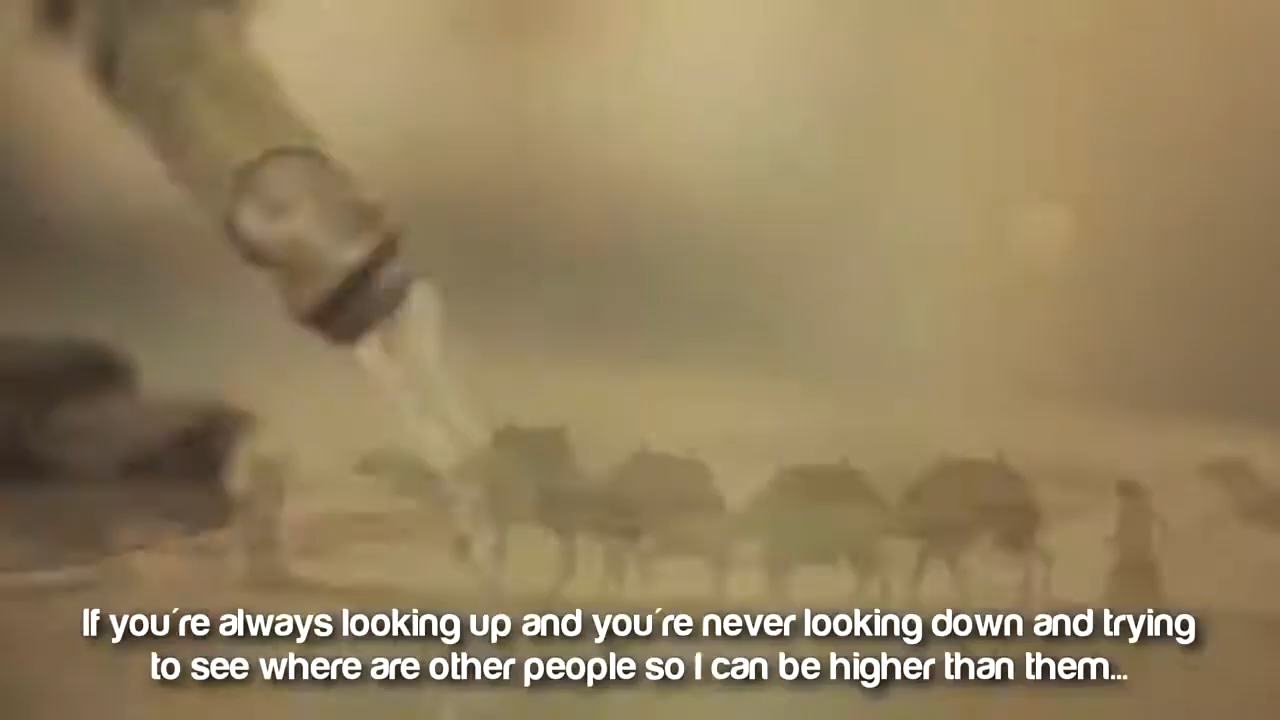 If you´re always looking up and you´re never looking down and trying
to see where are other people so I can be higher than them...